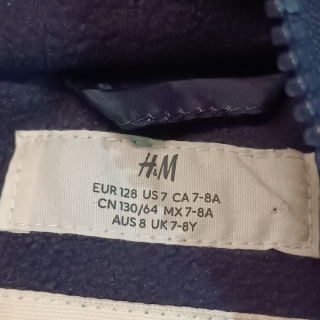 H&M
EUR 128 US 7 CA 7-8A
CN 130/64 MX 7-8A
AUS 8 UK 7-8Y